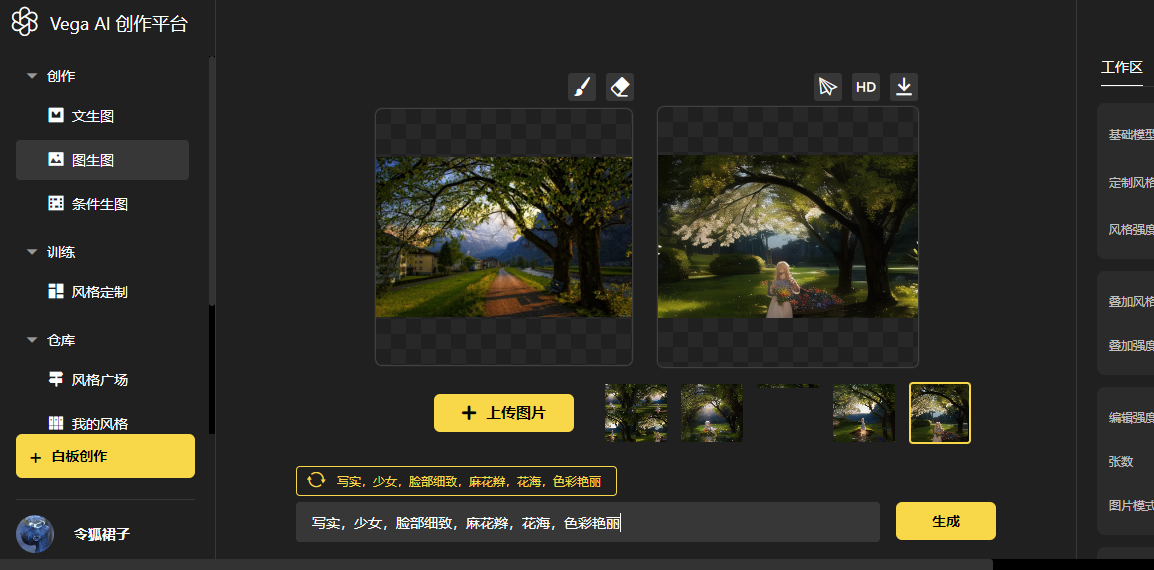 Vega AI 创作平台
创作
文生图
图生图
条件生图
训练
风格定制
仓库
风格广场
我的风格
+ 白板创作
令狐裙子
HD
+ 上传图片
写实，少女，脸部细致，麻花辫，花海，色彩艳丽
写实，少女，脸部细致，麻花辫，花海，色彩艳丽
生成
工作区
基础模型
定制风格
风格强度
叠加风格
叠加强度
编辑强度
张数
图片模式